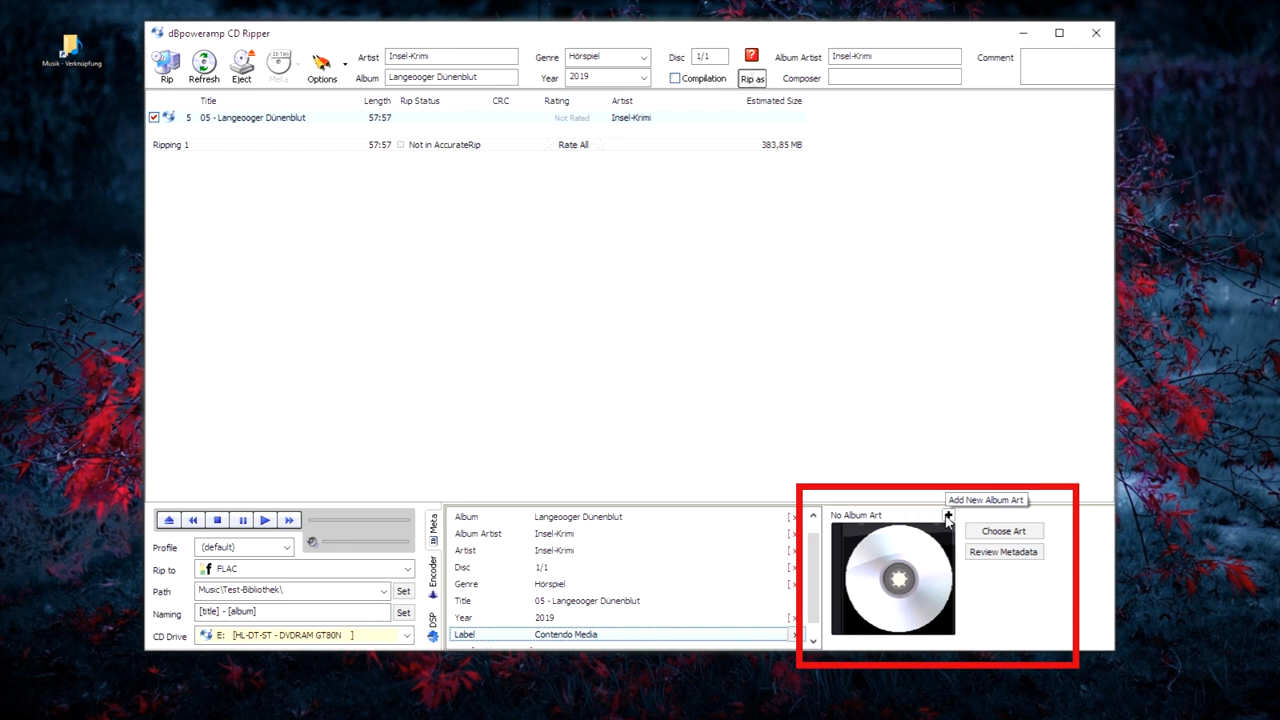 Musik - Verknüpfung
dBpoweramp CD Ripper
Rip
Refresh
Eject
ID TAG
Meta
Options
Artist Insel-Krimi
Album Langeooger Dünenblut
Genre Hörspiel
Year 2019
Disc 1/1
Compilation
?
Rip as
Album Artist Insel-Krimi
Composer
Comment
Title Length Rip Status CRC Rating Artist Estimated Size
5 05 - Langeooger Dünenblut 57:57 Not Rated Insel-Krimi
Ripping 1 57:57 Not in AccurateRip Rate All 383,85 MB
Profile (default)
Rip to FLAC
Path Music\Test-Bibliothek\ Set
Naming [title] - [album] Set
CD Drive E: [HL-DT-ST - DVDRAM GT80N ]
Meta
Encoder
DSP
Album Langeooger Dünenblut
Album Artist Insel-Krimi
Artist Insel-Krimi
Disc 1/1
Genre Hörspiel
Title 05 - Langeooger Dünenblut
Year 2019
Label Contendo Media
Add New Album Art
No Album Art
Choose Art
Review Metadata